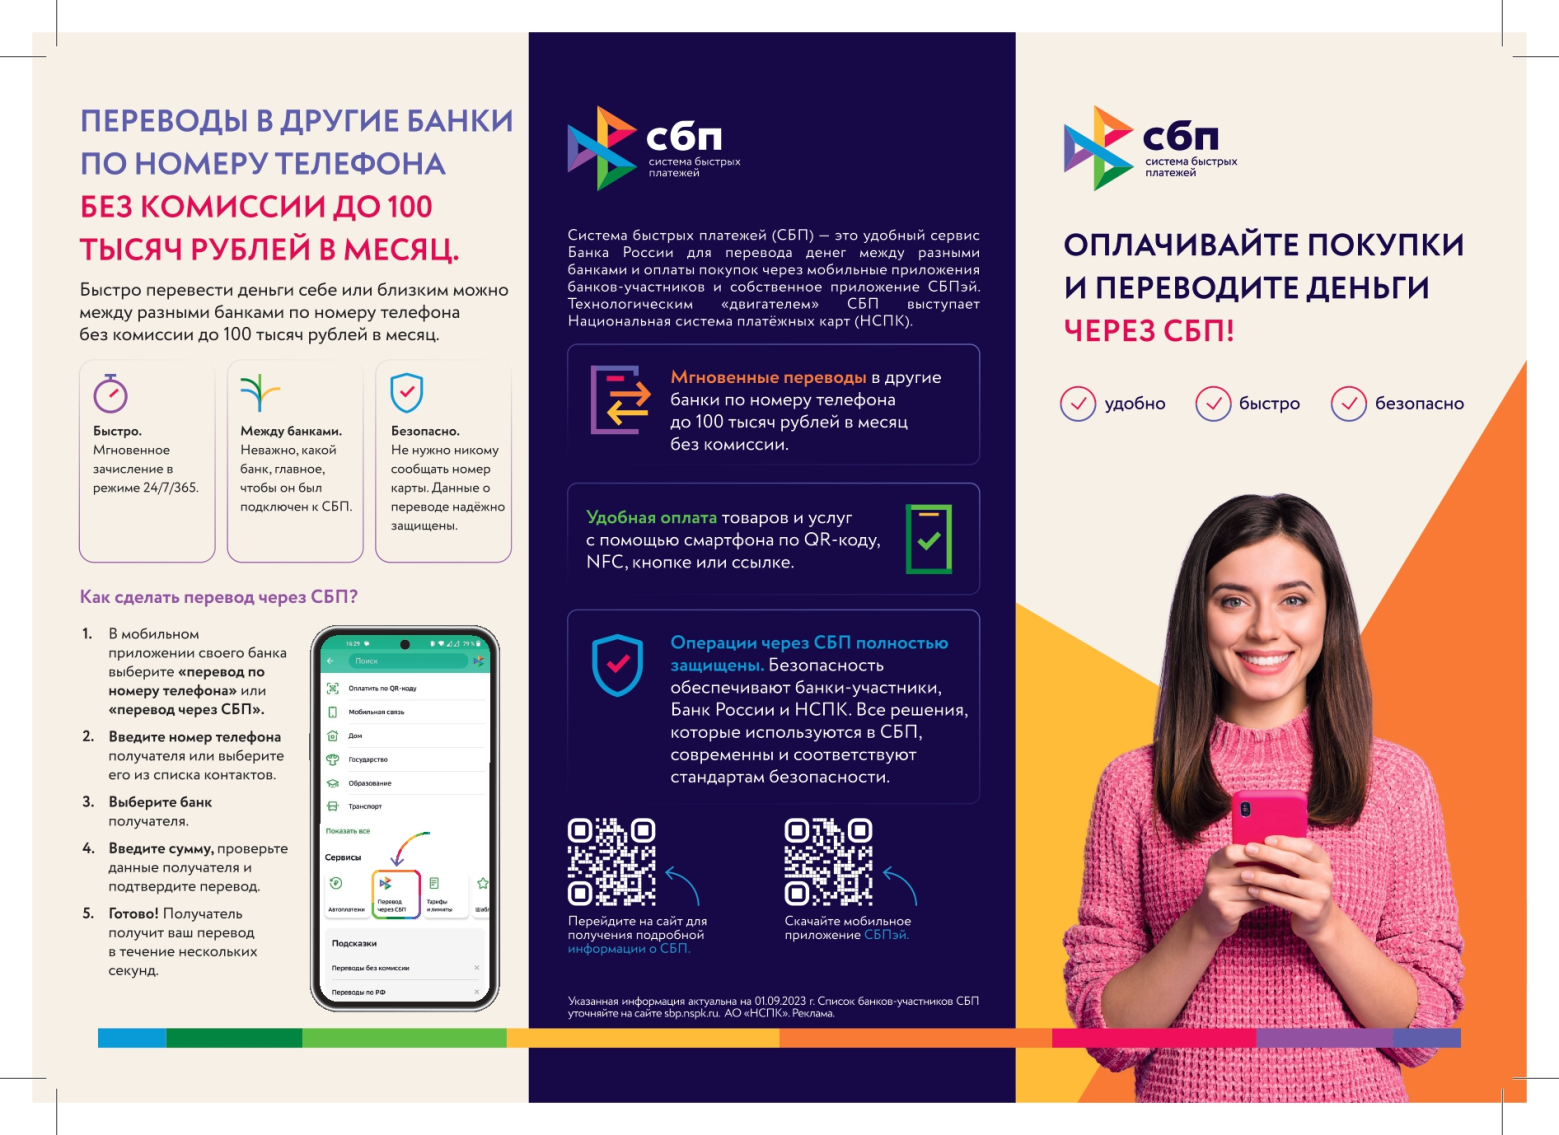 ПЕРЕВОДЫ В ДРУГИЕ БАНКИ
ПО НОМЕРУ ТЕЛЕФОНА
БЕЗ КОМИССИИ ДО 100
ТЫСЯЧ РУБЛЕЙ В МЕСЯЦ.
Быстро перевести деньги себе или близким можно
между разными банками по номеру телефона
без комиссии до 100 тысяч рублей в месяц.
Быстро.
Мгновенное
зачисление в
режиме 24/7/365.
Между банками.
Неважно, какой
банк, главное,
чтобы он был
подключен к СБП.
Безопасно.
Не нужно никому
сообщать номер
карты. Данные о
переводе надёжно
защищены.
Как сделать перевод через СБП?
1. В мобильном
приложении своего банка
выберите «перевод по
номеру телефона» или
«перевод через СБП».
2. Введите номер телефона
получателя или выберите
его из списка контактов.
3. Выберите банк
получателя.
4. Введите сумму, проверьте
данные получателя и
подтвердите перевод.
5. Готово! Получатель
получит ваш перевод
в течение нескольких
секунд.
16:29 79%
Поиск
Оплатить по QR-коду
Мобильная связь
Дом
Государство
Образование
Транспорт
Показать все
Сервисы
Автоплатежи
Перевод
через СБП
Тарифы
и лимиты
Шабл
Подсказки
Переводы без комиссии
Переводы по РФ
сбп
система быстрых
платежей
Система быстрых платежей (СБП) — это удобный сервис
Банка России для перевода денег между разными
банками и оплаты покупок через мобильные приложения
банков-участников и собственное приложение СБПэй.
Технологическим «двигателем» СБП выступает
Национальная система платёжных карт (НСПК).
Мгновенные переводы в другие
банки по номеру телефона
до 100 тысяч рублей в месяц
без комиссии.
Удобная оплата товаров и услуг
с помощью смартфона по QR-коду,
NFC, кнопке или ссылке.
Операции через СБП полностью
защищены. Безопасность
обеспечивают банки-участники,
Банк России и НСПК. Все решения,
которые используются в СБП,
современны и соответствуют
стандартам безопасности.
Перейдите на сайт для
получения подробной
информации о СБП.
Скачайте мобильное
приложение СБПэй.
Указанная информация актуальна на 01.09.2023 г. Список банков-участников СБП
уточняйте на сайте sbp.nspk.ru. АО «НСПК». Реклама.
сбп
система быстрых
платежей
ОПЛАЧИВАЙТЕ ПОКУПКИ
И ПЕРЕВОДИТЕ ДЕНЬГИ
ЧЕРЕЗ СБП!
удобно
быстро
безопасно